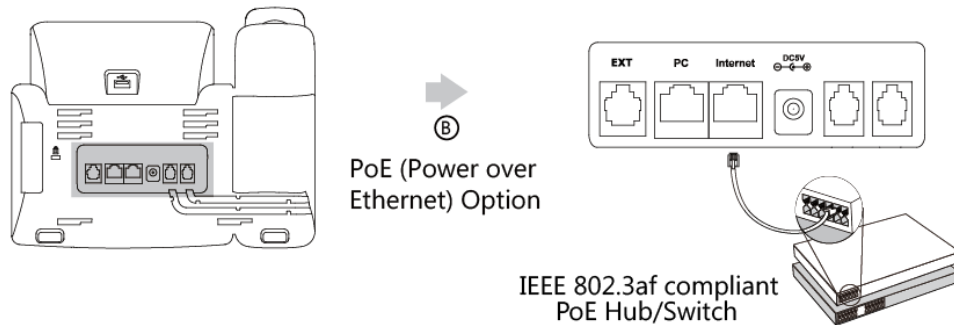 EXT PC Internet DC5V
B
PoE (Power over
Ethernet) Option
IEEE 802.3af compliant
PoE Hub/Switch